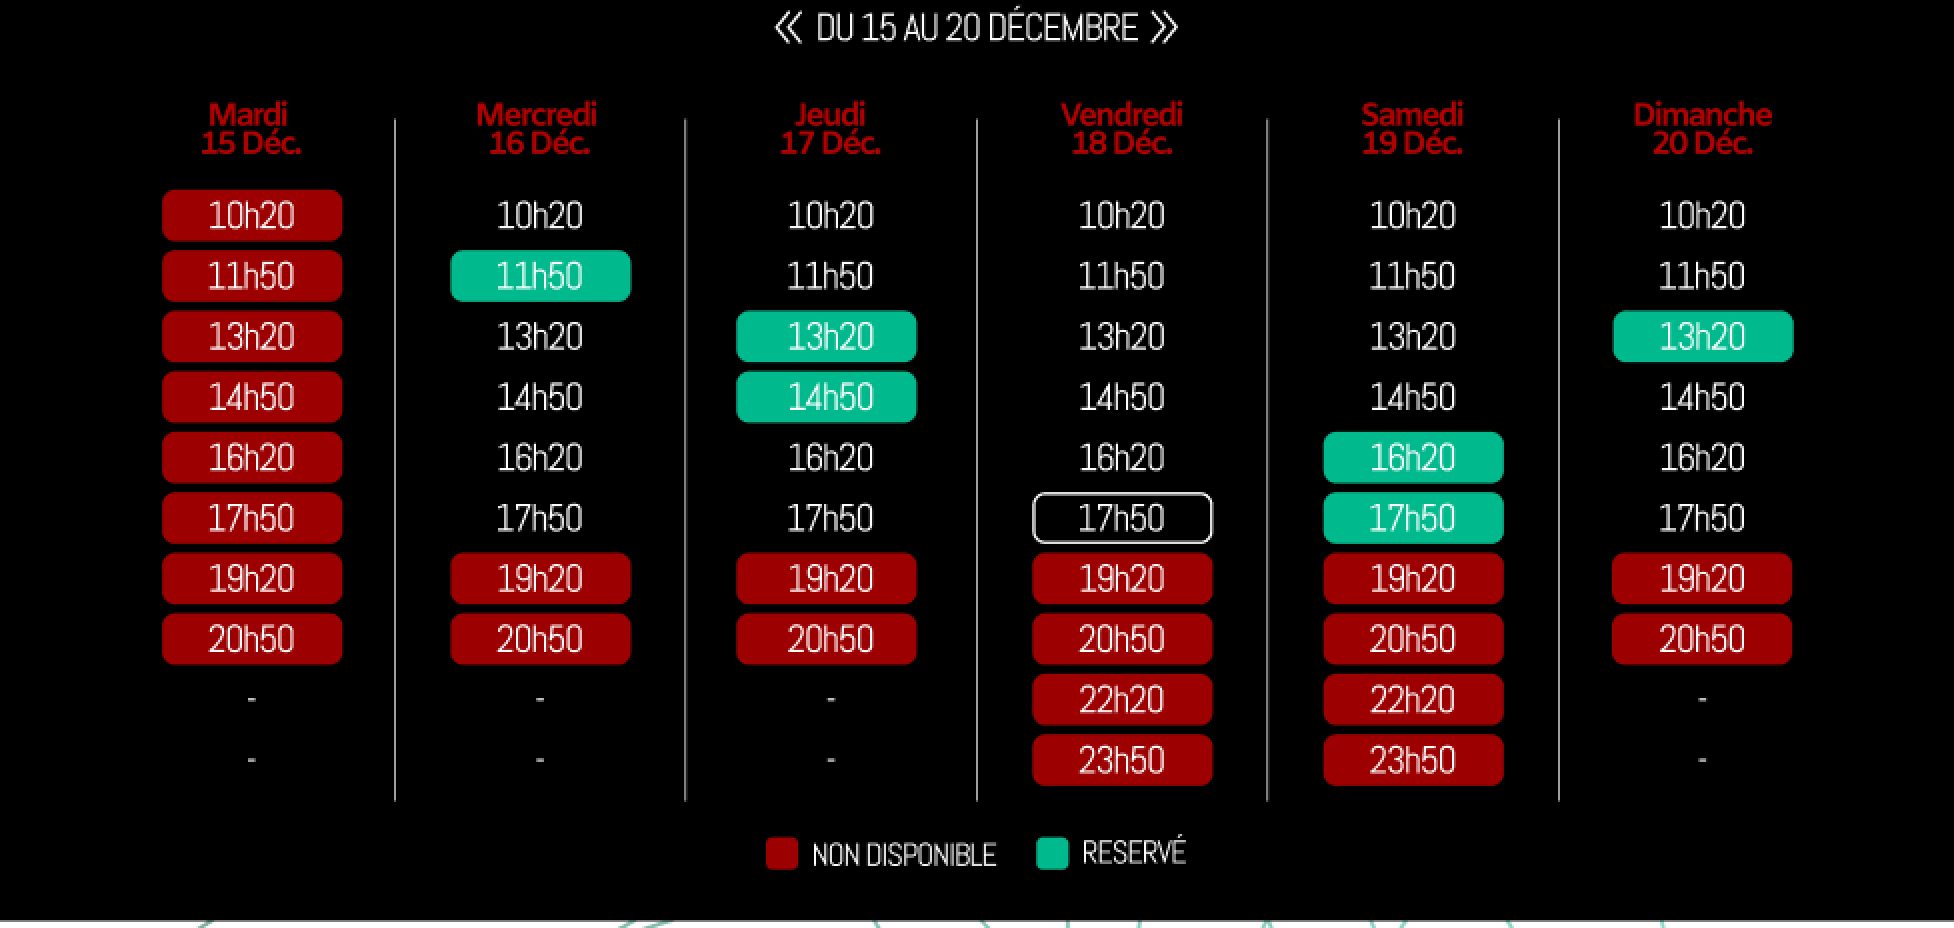 « DU 15 AU 20 DÉCEMBRE »
Mardi Mercredi Jeudi Vendredi Samedi Dimanche
15 Déc. 16 Déc. 17 Déc. 18 Déc. 19 Déc. 20 Déc.
10h20 10h20 10h20 10h20 10h20 10h20
11h50 11h50 11h50 11h50 11h50 11h50
13h20 13h20 13h20 13h20 13h20 13h20
14h50 14h50 14h50 14h50 14h50 14h50
16h20 16h20 16h20 16h20 16h20 16h20
17h50 17h50 17h50 17h50 17h50 17h50
19h20 19h20 19h20 19h20 19h20 19h20
20h50 20h50 20h50 20h50 20h50 20h50
- - - 22h20 22h20 -
- - - 23h50 23h50 -
NON DISPONIBLE RESERVÉ